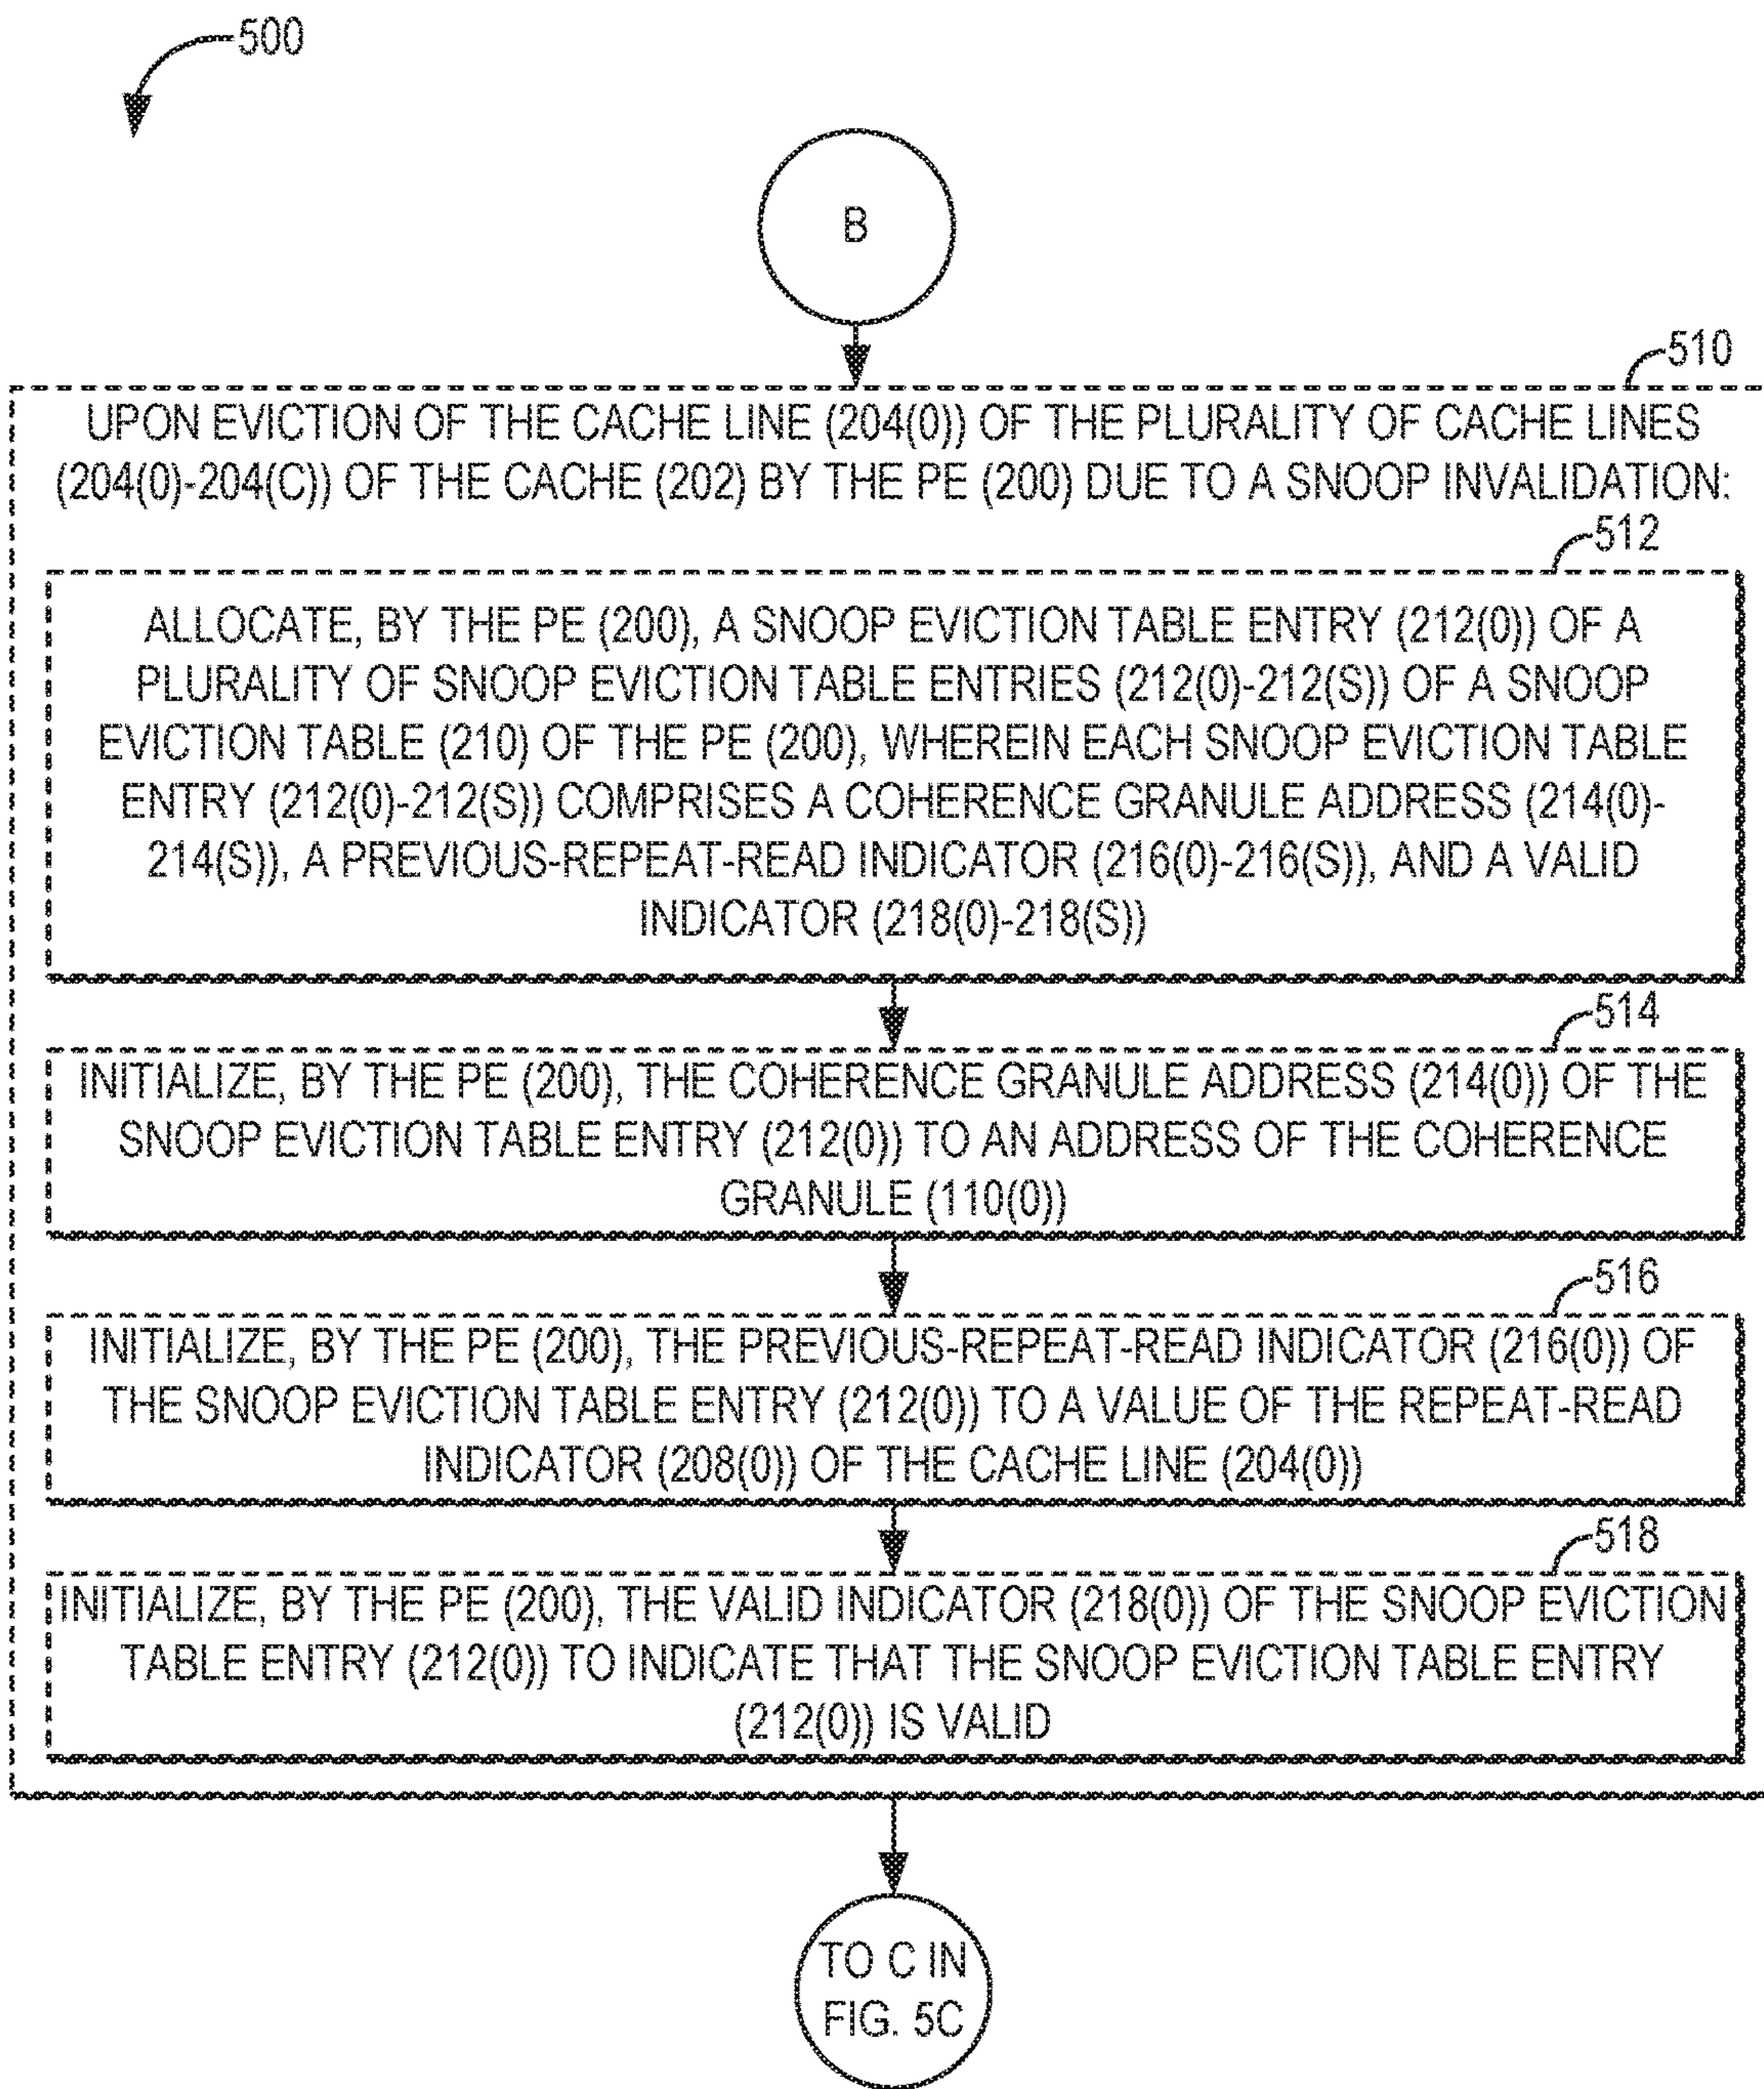 500
B
510
UPON EVICTION OF THE CACHE LINE (204(0)) OF THE PLURALITY OF CACHE LINES
(204(0)-204(C)) OF THE CACHE (202) BY THE PE (200) DUE TO A SNOOP INVALIDATION:
512
ALLOCATE, BY THE PE (200), A SNOOP EVICTION TABLE ENTRY (212(0)) OF A
PLURALITY OF SNOOP EVICTION TABLE ENTRIES (212(0)-212(S)) OF A SNOOP
EVICTION TABLE (210) OF THE PE (200), WHEREIN EACH SNOOP EVICTION TABLE
ENTRY (212(0)-212(S)) COMPRISES A COHERENCE GRANULE ADDRESS (214(0)-
214(S)), A PREVIOUS-REPEAT-READ INDICATOR (216(0)-216(S)), AND A VALID
INDICATOR (218(0)-218(S))
514
INITIALIZE, BY THE PE (200), THE COHERENCE GRANULE ADDRESS (214(0)) OF THE
SNOOP EVICTION TABLE ENTRY (212(0)) TO AN ADDRESS OF THE COHERENCE
GRANULE (110(0))
516
INITIALIZE, BY THE PE (200), THE PREVIOUS-REPEAT-READ INDICATOR (216(0)) OF
THE SNOOP EVICTION TABLE ENTRY (212(0)) TO A VALUE OF THE REPEAT-READ
INDICATOR (208(0)) OF THE CACHE LINE (204(0))
518
INITIALIZE, BY THE PE (200), THE VALID INDICATOR (218(0)) OF THE SNOOP EVICTION
TABLE ENTRY (212(0)) TO INDICATE THAT THE SNOOP EVICTION TABLE ENTRY
(212(0)) IS VALID
TO C IN
FIG. 5C